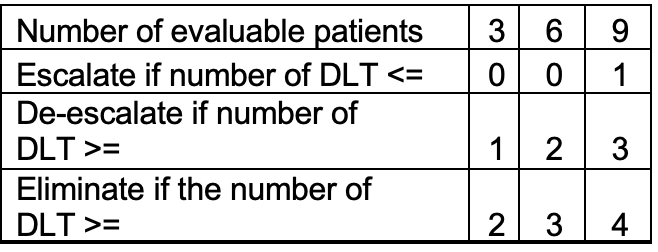 Number of evaluable patients 3 6 9
Escalate if number of DLT <= 0 0 1
De-escalate if number of
DLT >= 1 2 3
Eliminate if the number of
DLT >= 2 3 4